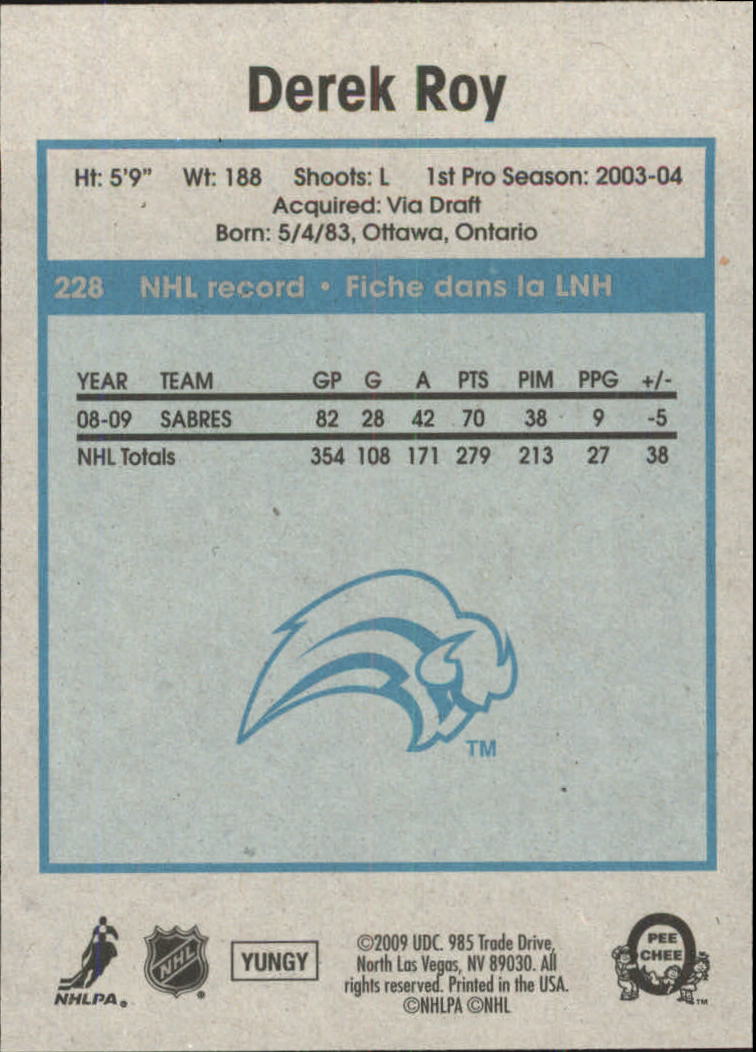 Derek Roy
Ht: 5'9" Wt: 188 Shoots: L 1st Pro Season: 2003-04
Acquired: Via Draft
Born: 5/4/83, Ottawa, Ontario
228 NHL record • Fiche dans la LNH
YEAR TEAM GP G A PTS PIM PPG +/-
08-09 SABRES 82 28 42 70 38 9 -5
NHL Totals 354 108 171 279 213 27 38
TM
NHLPA®
NHL®
YUNGY
©2009 UDC. 985 Trade Drive,
North Las Vegas, NV 89030. All
rights reserved. Printed in the USA.
©NHLPA ©NHL
O
PEE
CHEE
TM